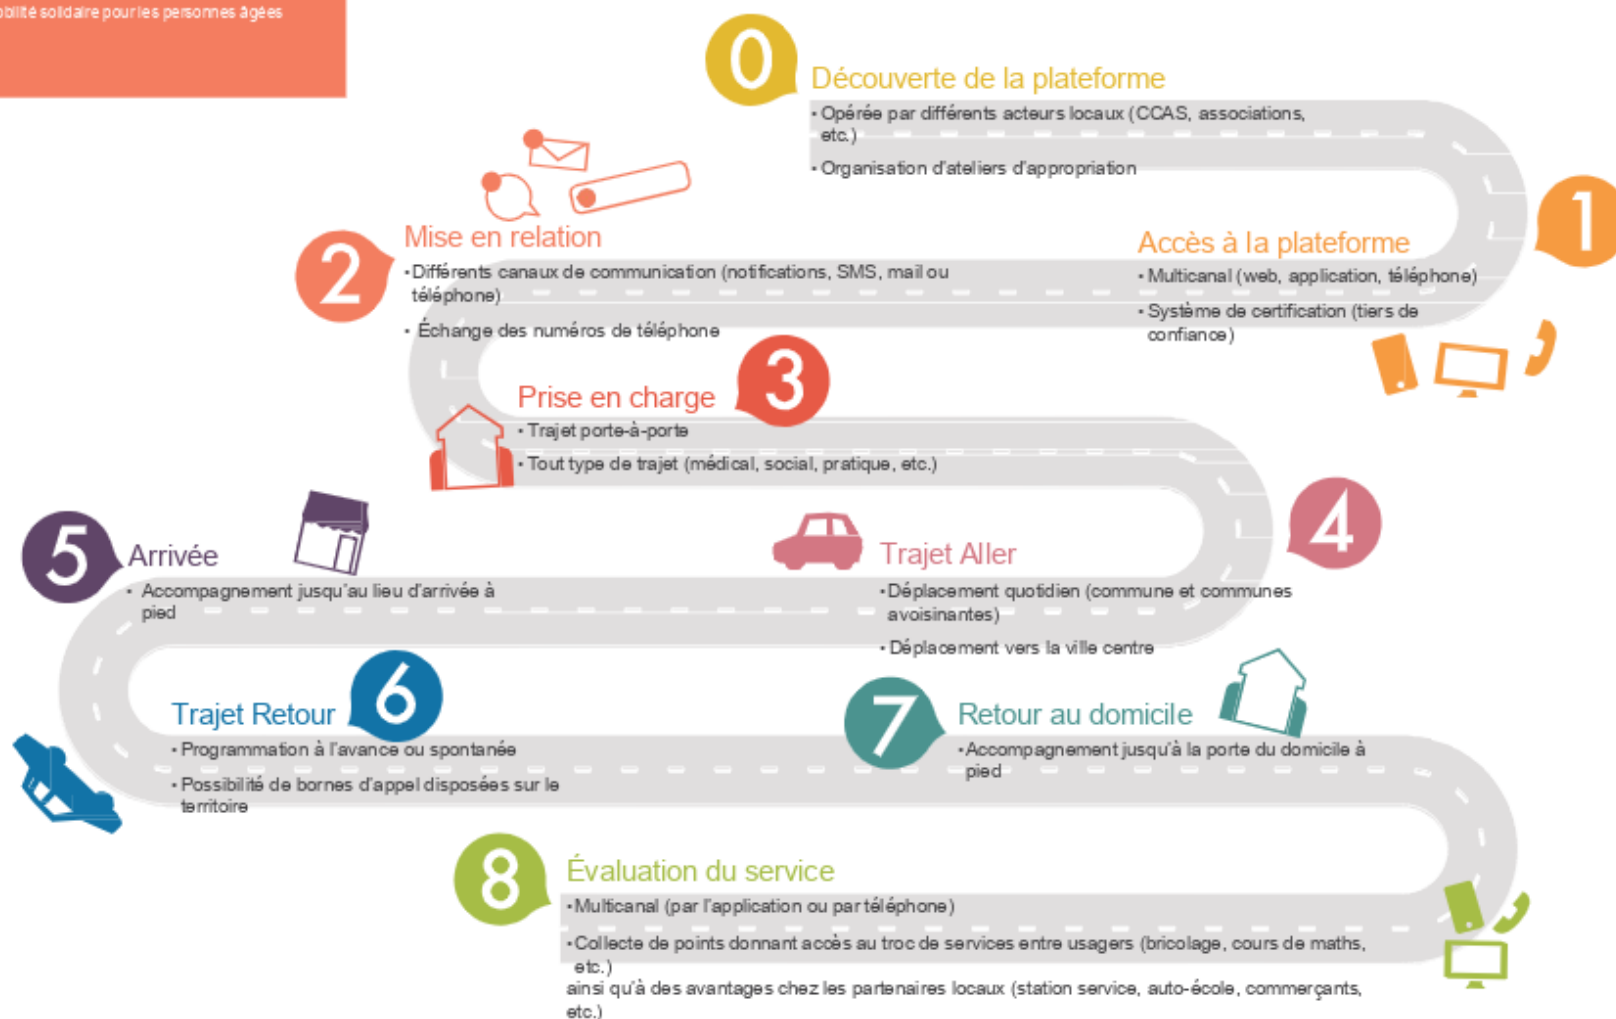 solidaire pour les personnes âgées
0
Découverte de la plateforme
• Opérée par différents acteurs locaux (CCAS, associations,
etc.)
• Organisation d'ateliers d'appropriation
1
Accès à la plateforme
• Multicanal (web, application, téléphone)
• Système de certification (tiers de
confiance)
2
Mise en relation
• Différents canaux de communication (notifications, SMS, mail ou
téléphone)
• Échange des numéros de téléphone
3
Prise en charge
• Trajet porte-à-porte
• Tout type de trajet (médical, social, pratique, etc.)
4
Trajet Aller
• Déplacement quotidien (commune et communes
avoisinantes)
• Déplacement vers la ville centre
5
Arrivée
• Accompagnement jusqu'au lieu d'arrivée à
pied
6
Trajet Retour
• Programmation à l'avance ou spontanée
• Possibilité de bornes d'appel disposées sur le
territoire
7
Retour au domicile
• Accompagnement jusqu'à la porte du domicile à
pied
8
Évaluation du service
• Multicanal (par l'application ou par téléphone)
• Collecte de points donnant accès au troc de services entre usagers (bricolage, cours de maths,
etc.)
ainsi qu'à des avantages chez les partenaires locaux (station service, auto-école, commerçants,
etc.)